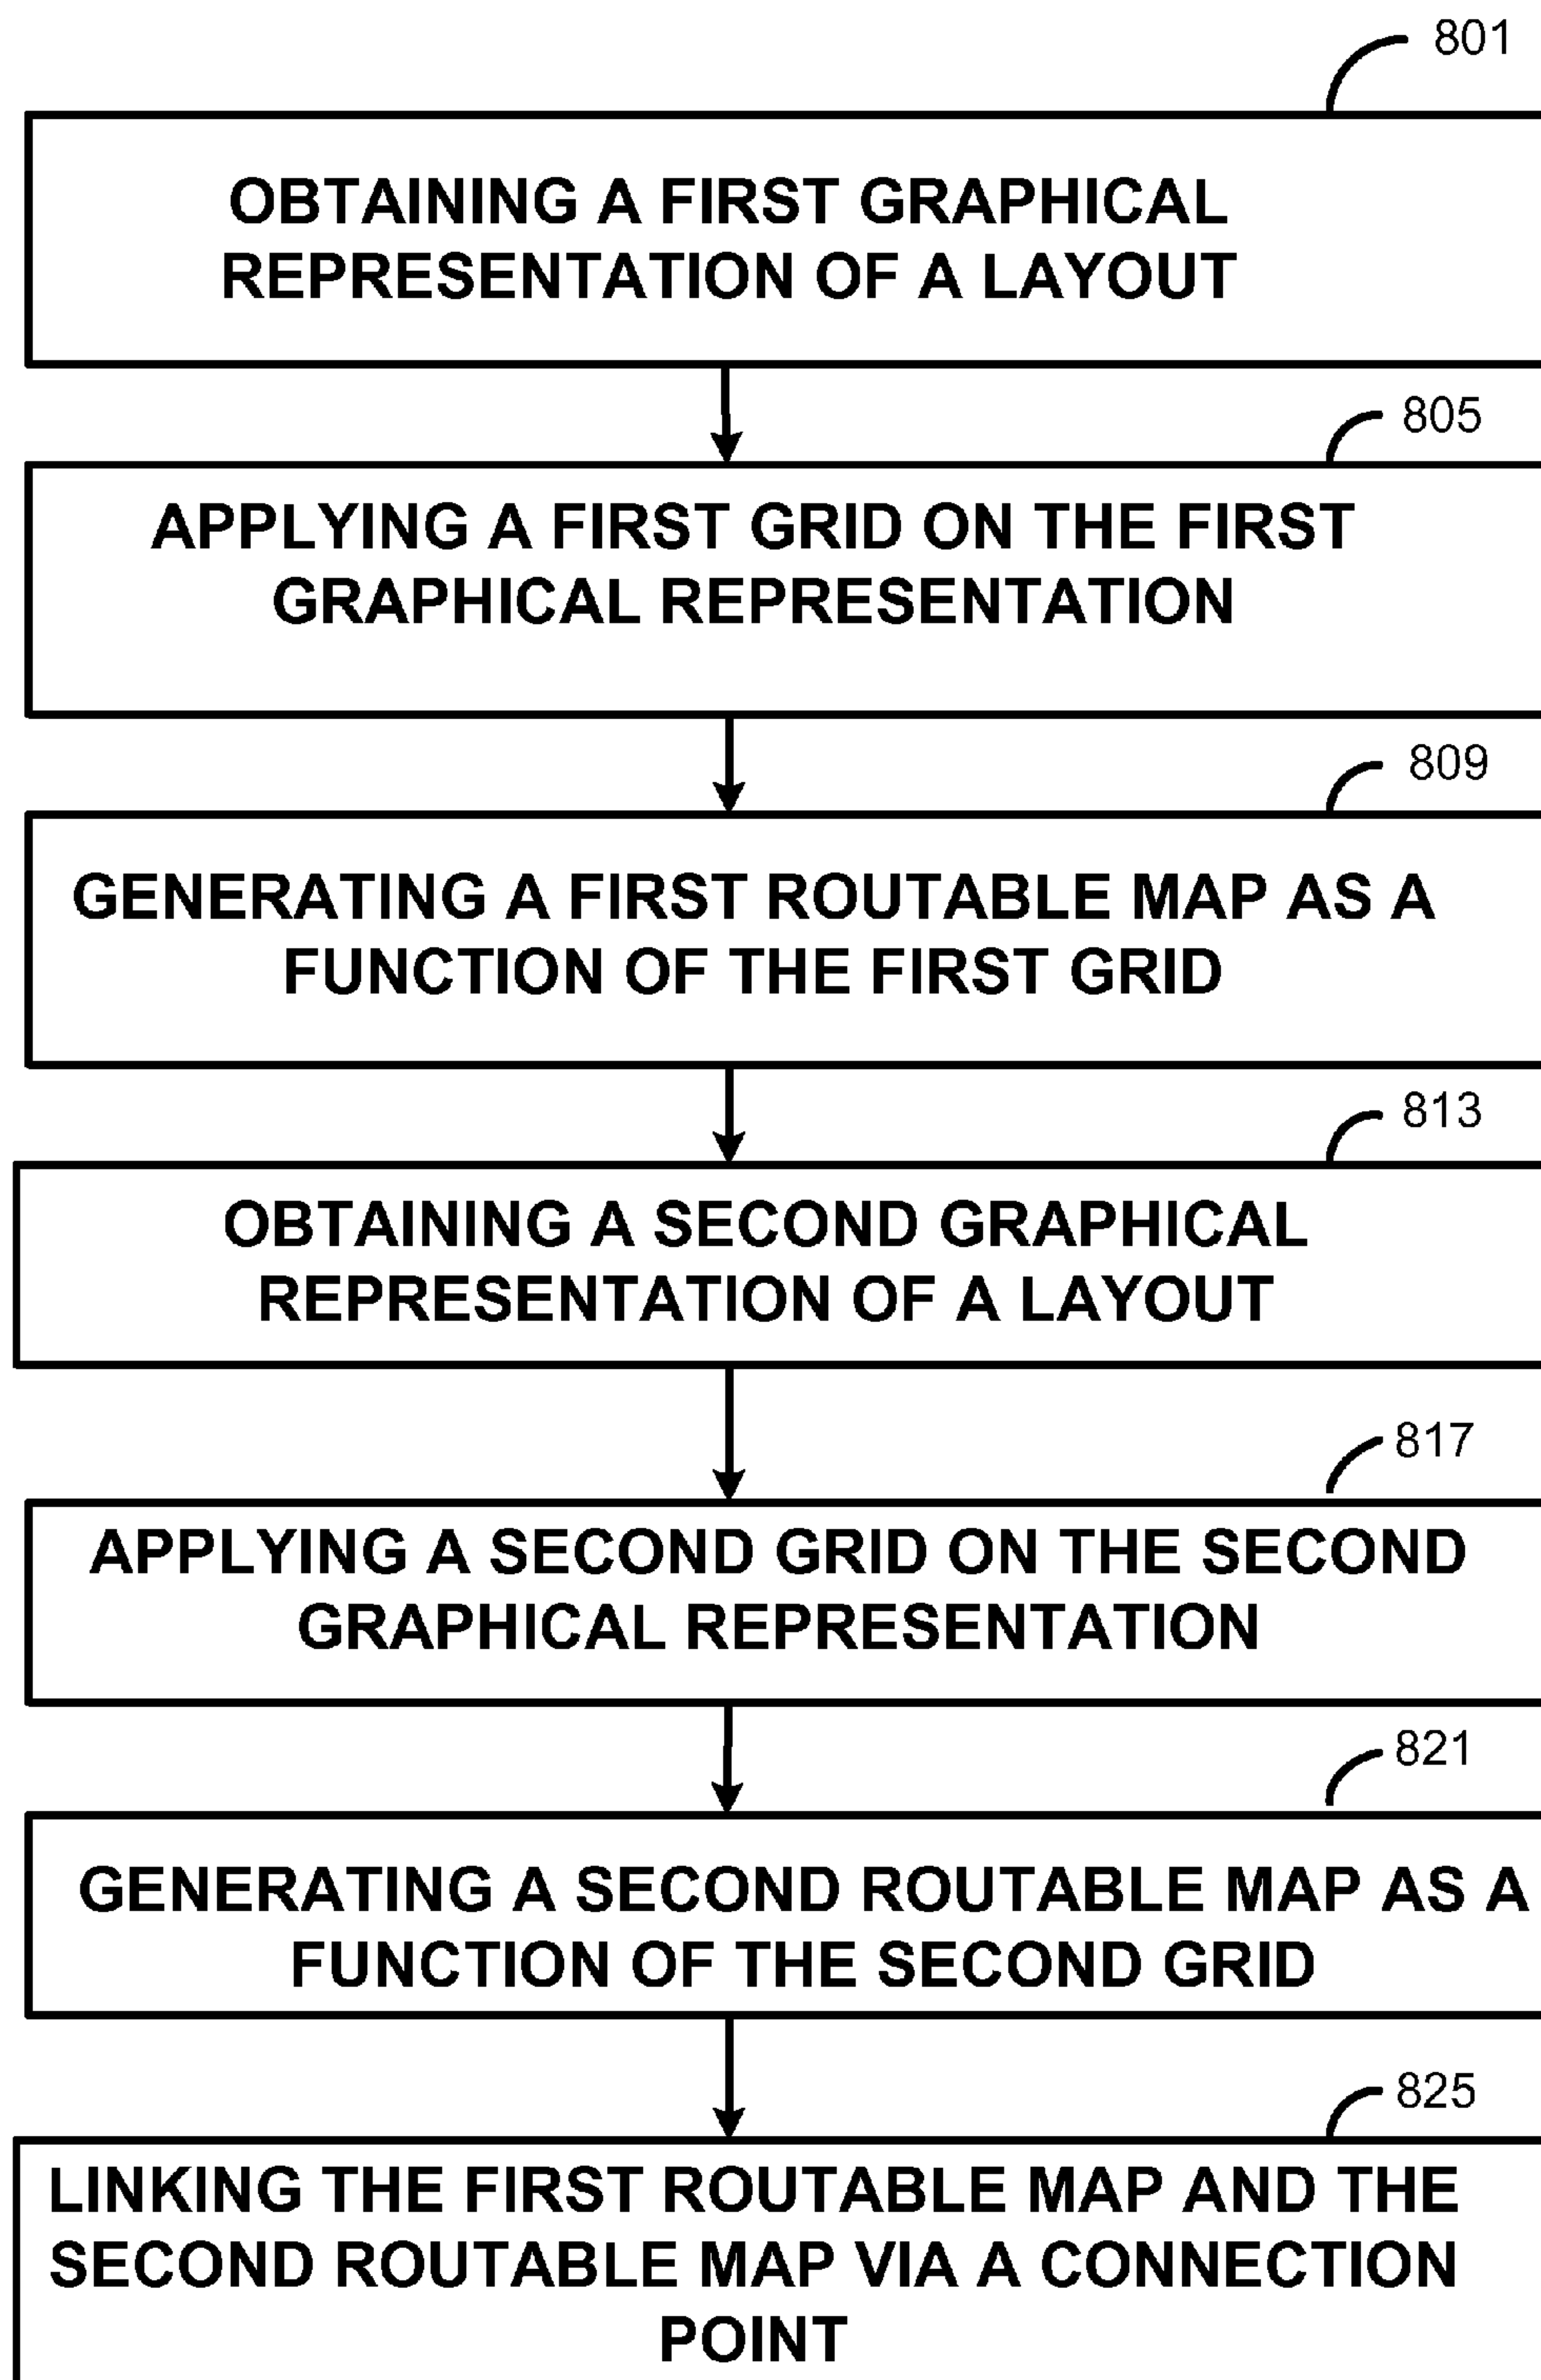 801
OBTAINING A FIRST GRAPHICAL
REPRESENTATION OF A LAYOUT
805
APPLYING A FIRST GRID ON THE FIRST
GRAPHICAL REPRESENTATION
809
GENERATING A FIRST ROUTABLE MAP AS A
FUNCTION OF THE FIRST GRID
813
OBTAINING A SECOND GRAPHICAL
REPRESENTATION OF A LAYOUT
817
APPLYING A SECOND GRID ON THE SECOND
GRAPHICAL REPRESENTATION
821
GENERATING A SECOND ROUTABLE MAP AS A
FUNCTION OF THE SECOND GRID
825
LINKING THE FIRST ROUTABLE MAP AND THE
SECOND ROUTABLE MAP VIA A CONNECTION
POINT